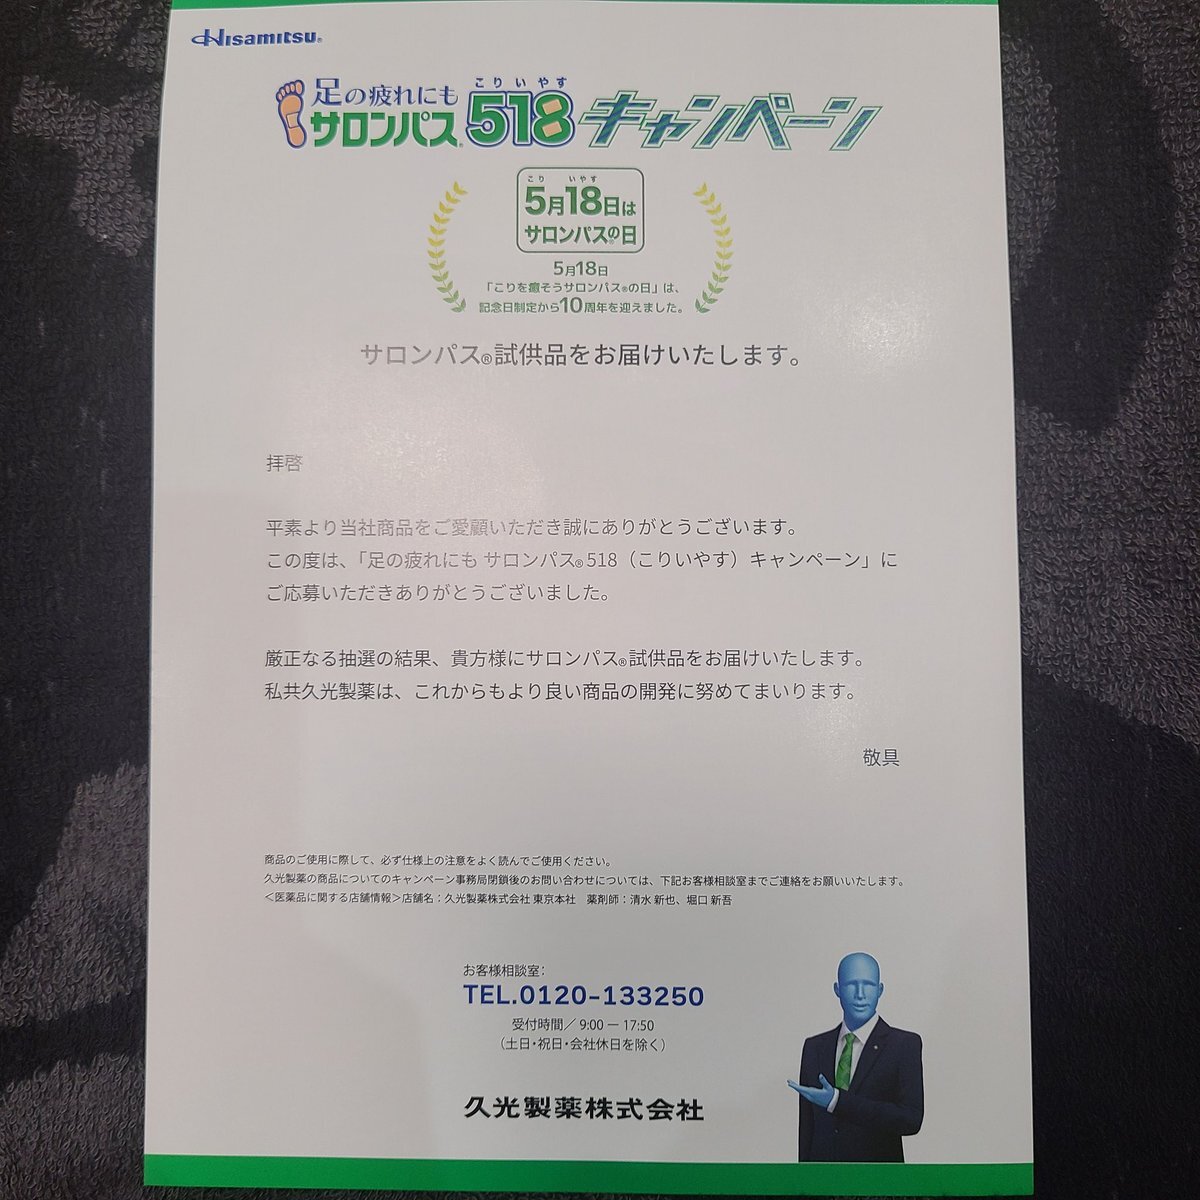 Hisamitsu®
足の疲れにも
こりいやす
サロンパス® 518 キャンペーン
こり いやす
5月18日は
サロンパス®の日
5月18日
「こりを癒そうサロンパス®の日」は、
記念日制定から10周年を迎えました。
サロンパス®試供品をお届けいたします。
拝啓
平素より当社商品をご愛顧いただき誠にありがとうございます。
この度は、「足の疲れにも サロンパス®518（こりいやす）キャンペーン」に
ご応募いただきありがとうございました。
厳正なる抽選の結果、貴方様にサロンパス®試供品をお届けいたします。
私共久光製薬は、これからもより良い商品の開発に努めてまいります。
敬具
商品のご使用に際して、必ず仕様上の注意をよく読んでご使用ください。
久光製薬の商品についてのキャンペーン事務局閉鎖後のお問い合わせについては、下記お客様相談室までご連絡をお願いいたします。
＜医薬品に関する店舗情報＞店舗名；久光製薬株式会社 東京本社　薬剤師：清水 新也、堀口 新吾
お客様相談室：
TEL.0120-133250
受付時間／ 9:00 ー 17:50
（土日・祝日・会社休日を除く）
久光製薬株式会社